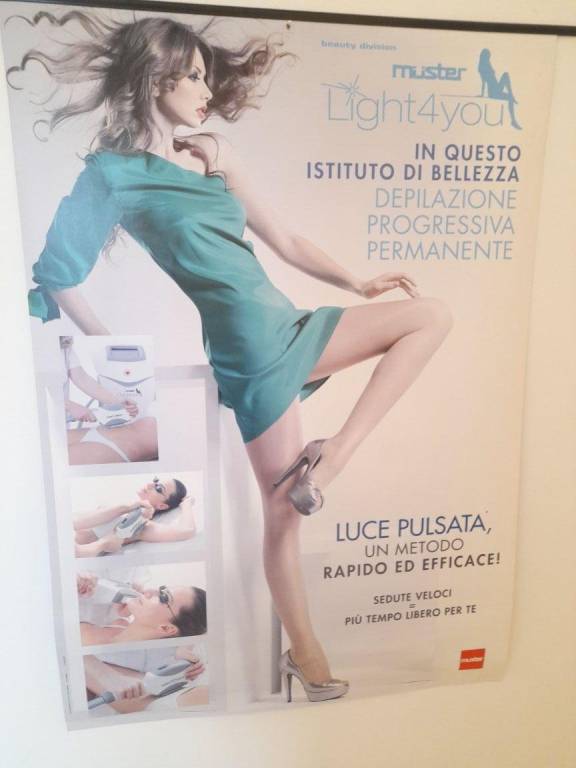 beauty division
müster
Light4you
IN QUESTO
ISTITUTO DI BELLEZZA
DEPILAZIONE
PROGRESSIVA
PERMANENTE
LUCE PULSATA,
UN METODO
RAPIDO ED EFFICACE!
SEDUTE VELOCI
=
PIÙ TEMPO LIBERO PER TE
muster